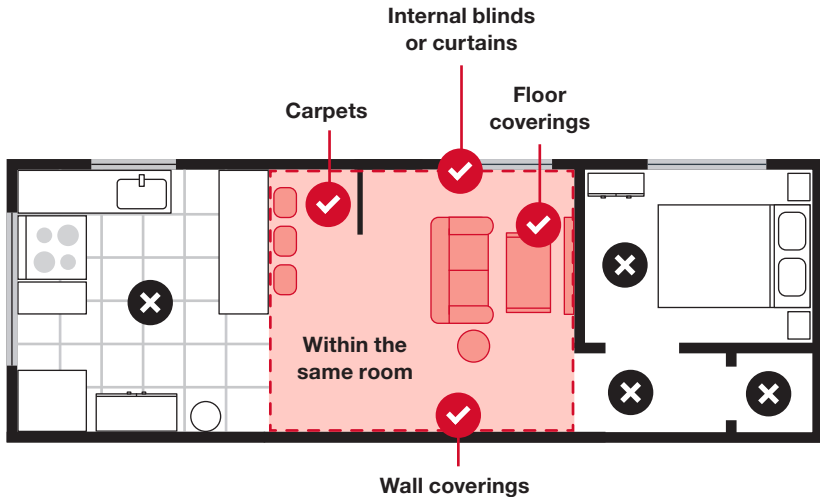 Internal blinds
or curtains
Carpets
Floor
coverings
Within the
same room
Wall coverings